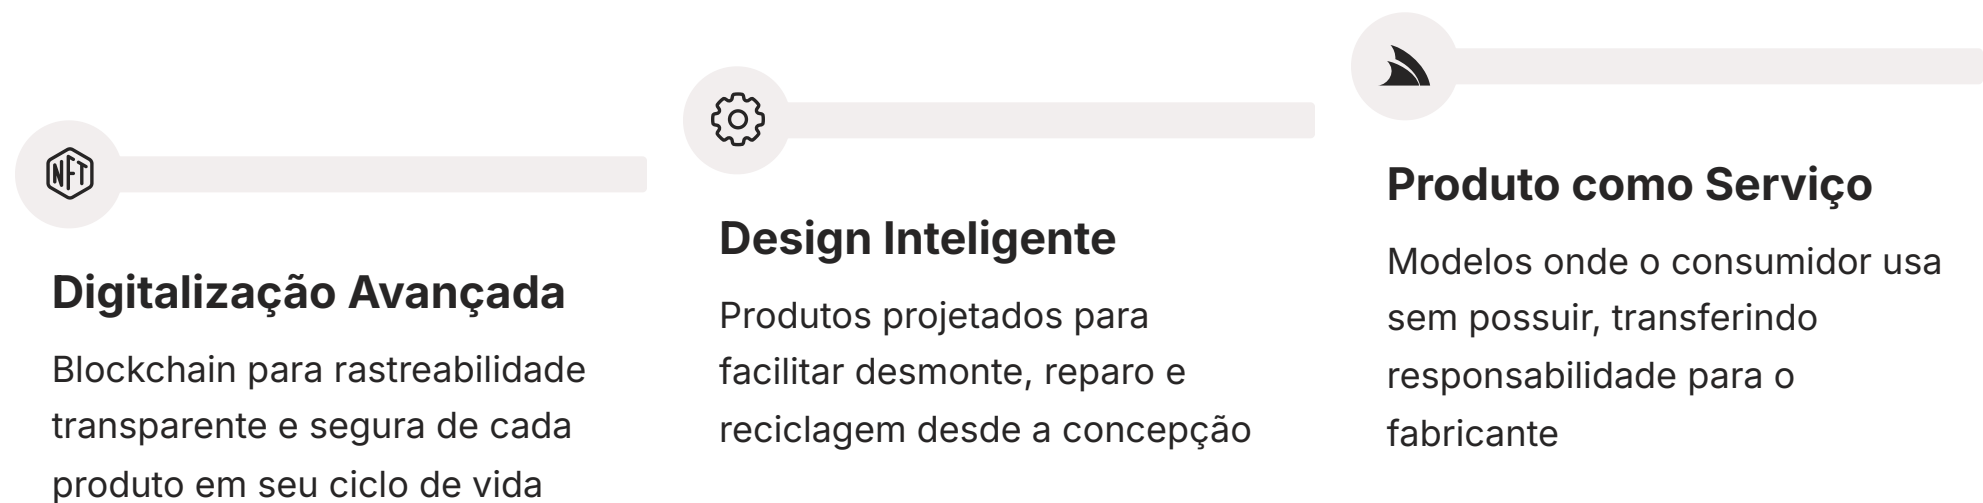 NFT
Digitalização Avançada
Blockchain para rastreabilidade
transparente e segura de cada
produto em seu ciclo de vida
Design Inteligente
Produtos projetados para
facilitar desmonte, reparo e
reciclagem desde a concepção
Produto como Serviço
Modelos onde o consumidor usa
sem possuir, transferindo
responsabilidade para o
fabricante